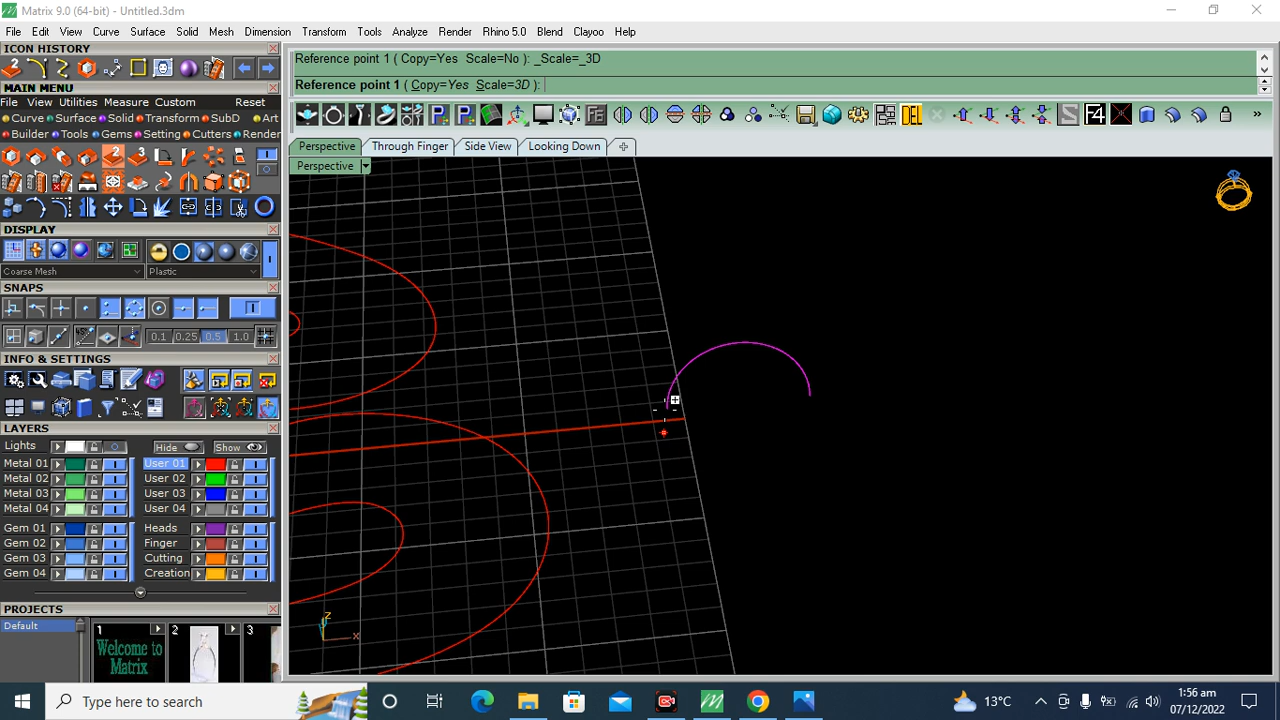 Matrix 9.0 (64-bit) - Untitled.3dm
File Edit View Curve Surface Solid Mesh Dimension Transform Tools Analyze Render Rhino 5.0 Blend Clayoo Help
ICON HISTORY
Reference point 1 ( Copy=Yes Scale=No ): _Scale=_3D
Reference point 1 ( Copy=Yes Scale=3D ):
MAIN MENU
File View Utilities Measure Custom Reset
Curve Surface Solid Transform SubD Art
Builder Tools Gems Setting Cutters Render
Perspective Through Finger Side View Looking Down
Perspective
DISPLAY
Coarse Mesh Plastic
SNAPS
0.1 0.25 0.5 1.0
INFO & SETTINGS
LAYERS
Lights Hide Show
Metal 01 User 01
Metal 02 User 02
Metal 03 User 03
Metal 04 User 04
Gem 01 Heads
Gem 02 Finger
Gem 03 Cutting
Gem 04 Creation
PROJECTS
Default
1 2 3
Welcome to Matrix
z
x
F4
DEL
Type here to search
13°C
1:56 am
07/12/2022